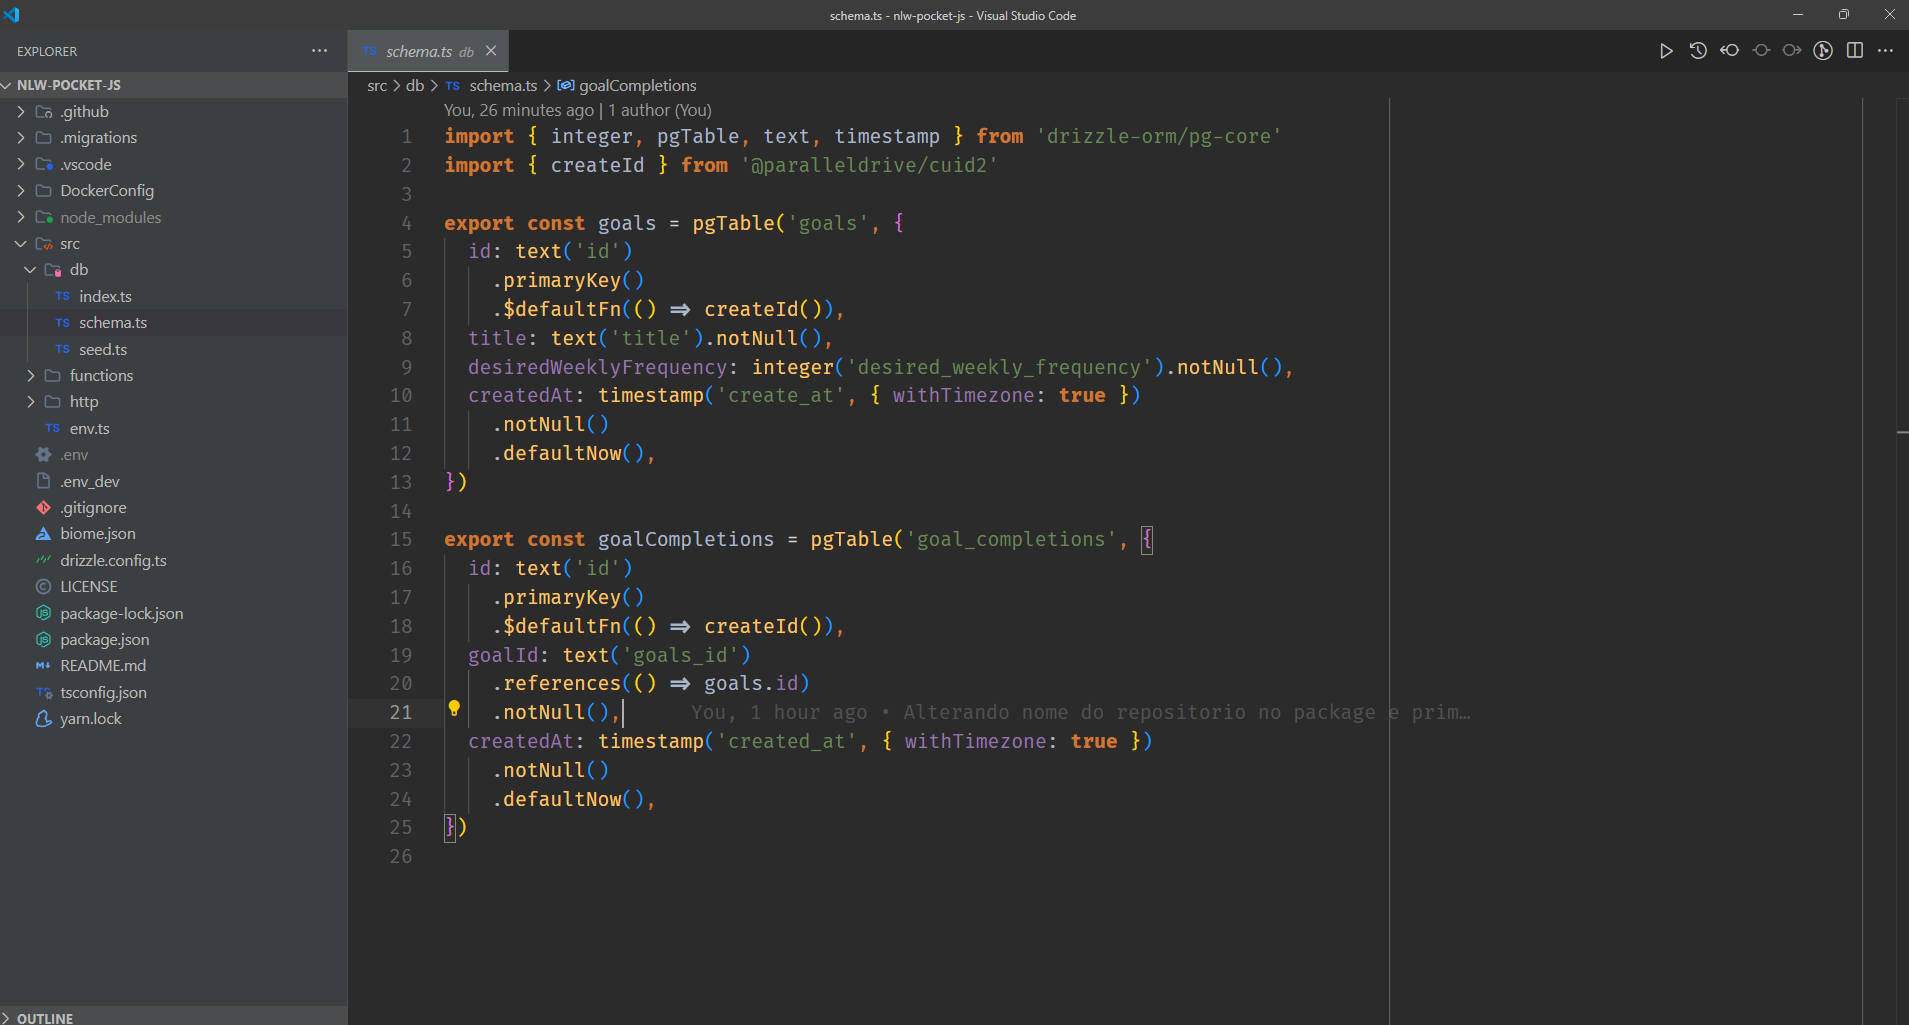 schema.ts - nlw-pocket-js - Visual Studio Code
EXPLORER
NLW-POCKET-JS
.github
.migrations
.vscode
DockerConfig
node_modules
src
db
TS index.ts
TS schema.ts
TS seed.ts
functions
http
TS env.ts
.env
.env_dev
.gitignore
biome.json
drizzle.config.ts
LICENSE
package-lock.json
package.json
README.md
tsconfig.json
yarn.lock
OUTLINE
TS schema.ts db
src > db > TS schema.ts > goalCompletions
You, 26 minutes ago | 1 author (You)
1 import { integer, pgTable, text, timestamp } from 'drizzle-orm/pg-core'
2 import { createId } from '@paralleldrive/cuid2'
3
4 export const goals = pgTable('goals', {
5 id: text('id')
6 .primaryKey()
7 .$defaultFn(() => createId()),
8 title: text('title').notNull(),
9 desiredWeeklyFrequency: integer('desired_weekly_frequency').notNull(),
10 createdAt: timestamp('create_at', { withTimezone: true })
11 .notNull()
12 .defaultNow(),
13 })
14
15 export const goalCompletions = pgTable('goal_completions', {
16 id: text('id')
17 .primaryKey()
18 .$defaultFn(() => createId()),
19 goalId: text('goals_id')
20 .references(() => goals.id)
21 .notNull(), You, 1 hour ago • Alterando nome do repositorio no package e prim…
22 createdAt: timestamp('created_at', { withTimezone: true })
23 .notNull()
24 .defaultNow(),
25 })
26